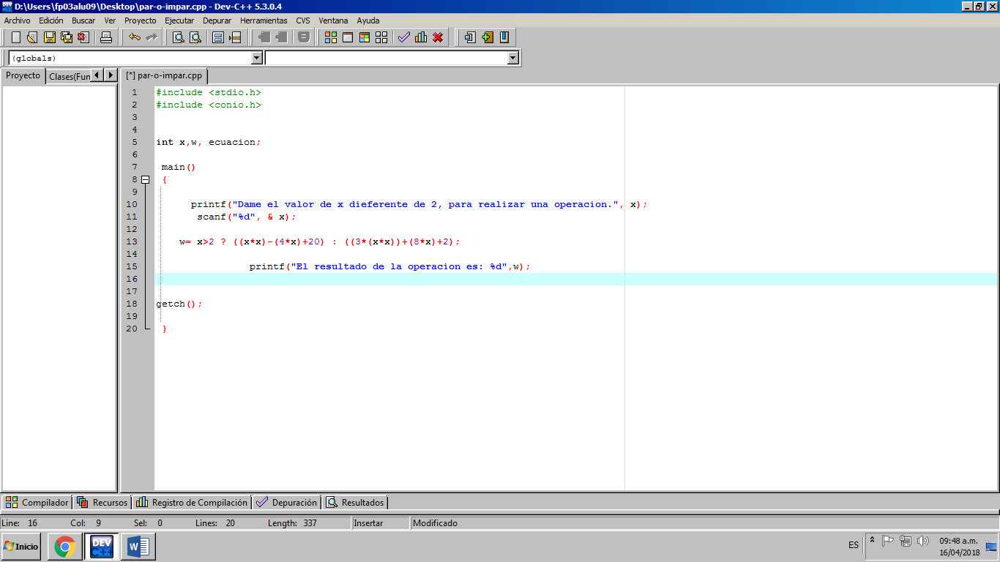 D:\Users\fp03alu09\Desktop\par-o-impar.cpp - Dev-C++ 5.3.0.4
Archivo Edición Buscar Ver Proyecto Ejecutar Depurar Herramientas CVS Ventana Ayuda
(globals)
Proyecto Clases(Fun [*] par-o-impar.cpp
1 #include <stdio.h>
2 #include <conio.h>
3
4
5 int x,w, ecuacion;
6
7 main()
8 {
9
10 printf("Dame el valor de x dieferente de 2, para realizar una operacion.", x);
11 scanf("%d", & x);
12
13 w= x>2 ? ((x*x)-(4*x)+20) : ((3*(x*x))+(8*x)+2);
14
15 printf("El resultado de la operacion es: %d",w);
16
17
18 getch();
19
20 }
Compilador Recursos Registro de Compilación Depuración Resultados
Line: 16 Col: 9 Sel: 0 Lines: 20 Length: 337 Insertar Modificado
Inicio DEV C++ W ES 09:48 a.m.
16/04/2018